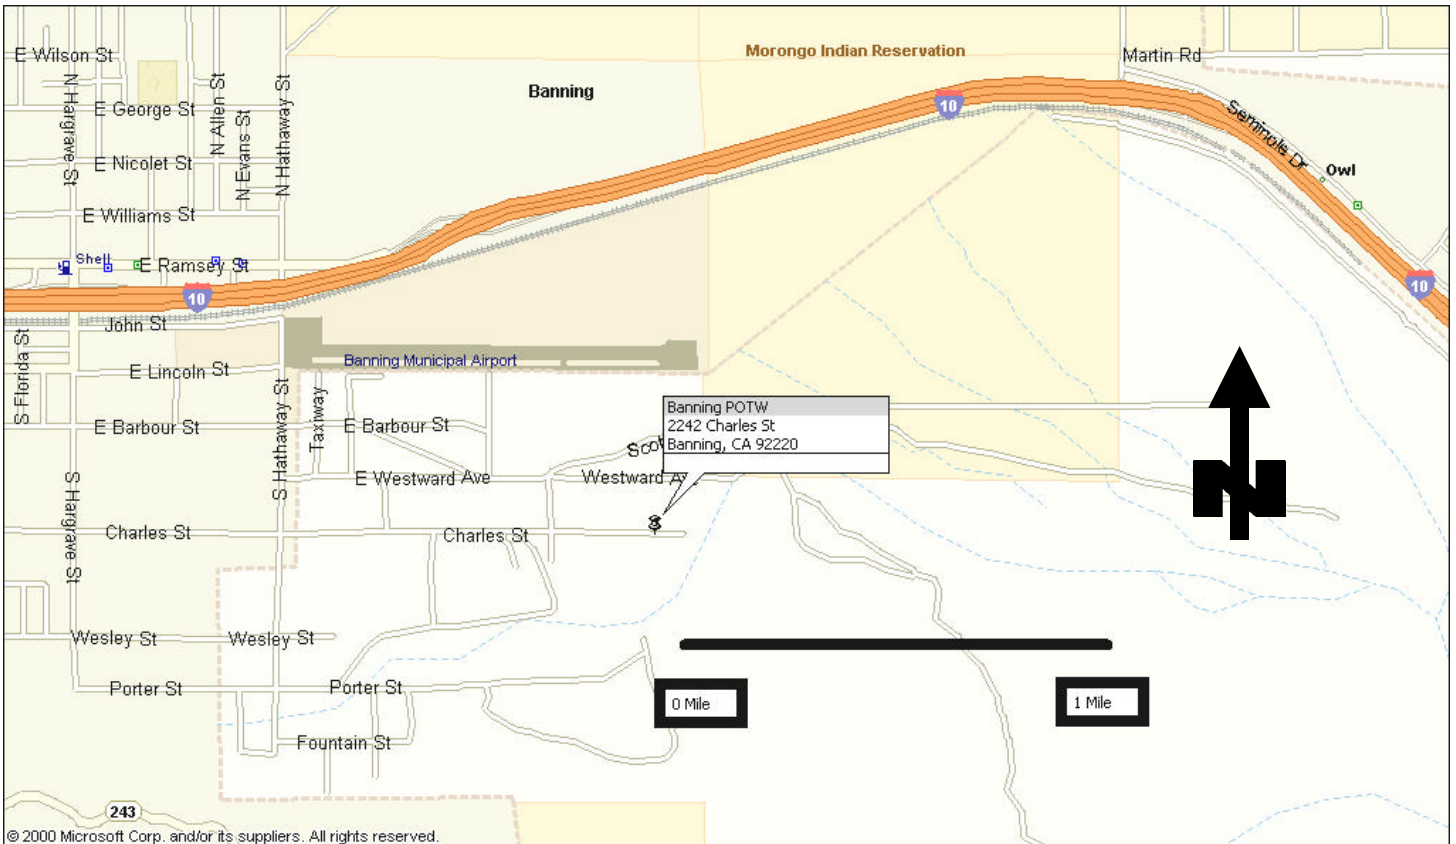 E Wilson St
Morongo Indian Reservation
Martin Rd
N Hargrave St
N Allen St
N Hathaway St
Banning
10
E George St
N Evans St
Seminole Dr
E Nicolet St
Owl
E Williams St
Shell
E Ramsey St
10
10
John St
S Florida St
Banning Municipal Airport
E Lincoln St
S Hathaway St
Taxiway
Banning POTW
2242 Charles St
Banning, CA 92220
E Barbour St
E Barbour St
E Westward Ave
Westward
N
S Hargrave St
Charles St
Charles St
Wesley St
Wesley St
Porter St
Porter St
0 Mile
1 Mile
Fountain St
243
© 2000 Microsoft Corp. and/or its suppliers. All rights reserved.